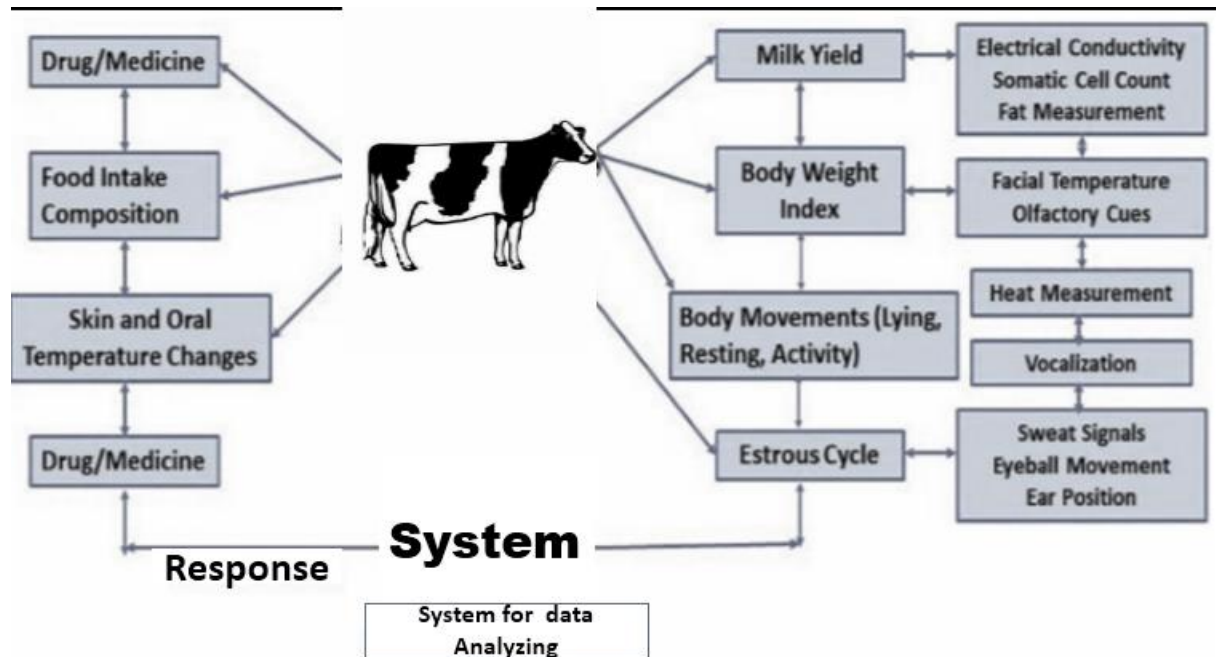 Drug/Medicine
Food Intake
Composition
Skin and Oral
Temperature Changes
Drug/Medicine
Milk Yield
Body Weight
Index
Body Movements (Lying,
Resting, Activity)
Estrous Cycle
Electrical Conductivity
Somatic Cell Count
Fat Measurement
Facial Temperature
Olfactory Cues
Heat Measurement
Vocalization
Sweat Signals
Eyeball Movement
Ear Position
Response
System
System for data
Analyzing